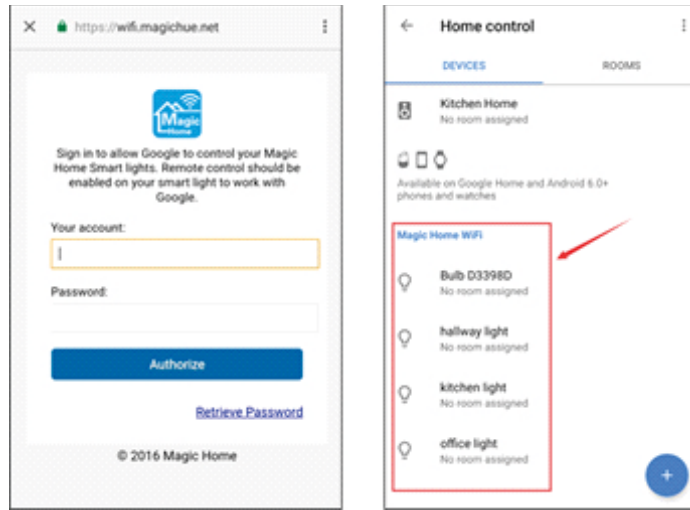 https://wifi.magichue.net
Magic
Home
Sign in to allow Google to control your Magic
Home Smart lights. Remote control should be
enabled on your smart light to work with
Google.
Your account:
Password:
Authorize
Retrieve Password
© 2016 Magic Home
Home control
DEVICES ROOMS
Kitchen Home
No room assigned
Available on Google Home and Android 6.0+
phones and watches
Magic Home WiFi
Bulb D3398D
No room assigned
hallway light
No room assigned
kitchen light
No room assigned
office light
No room assigned